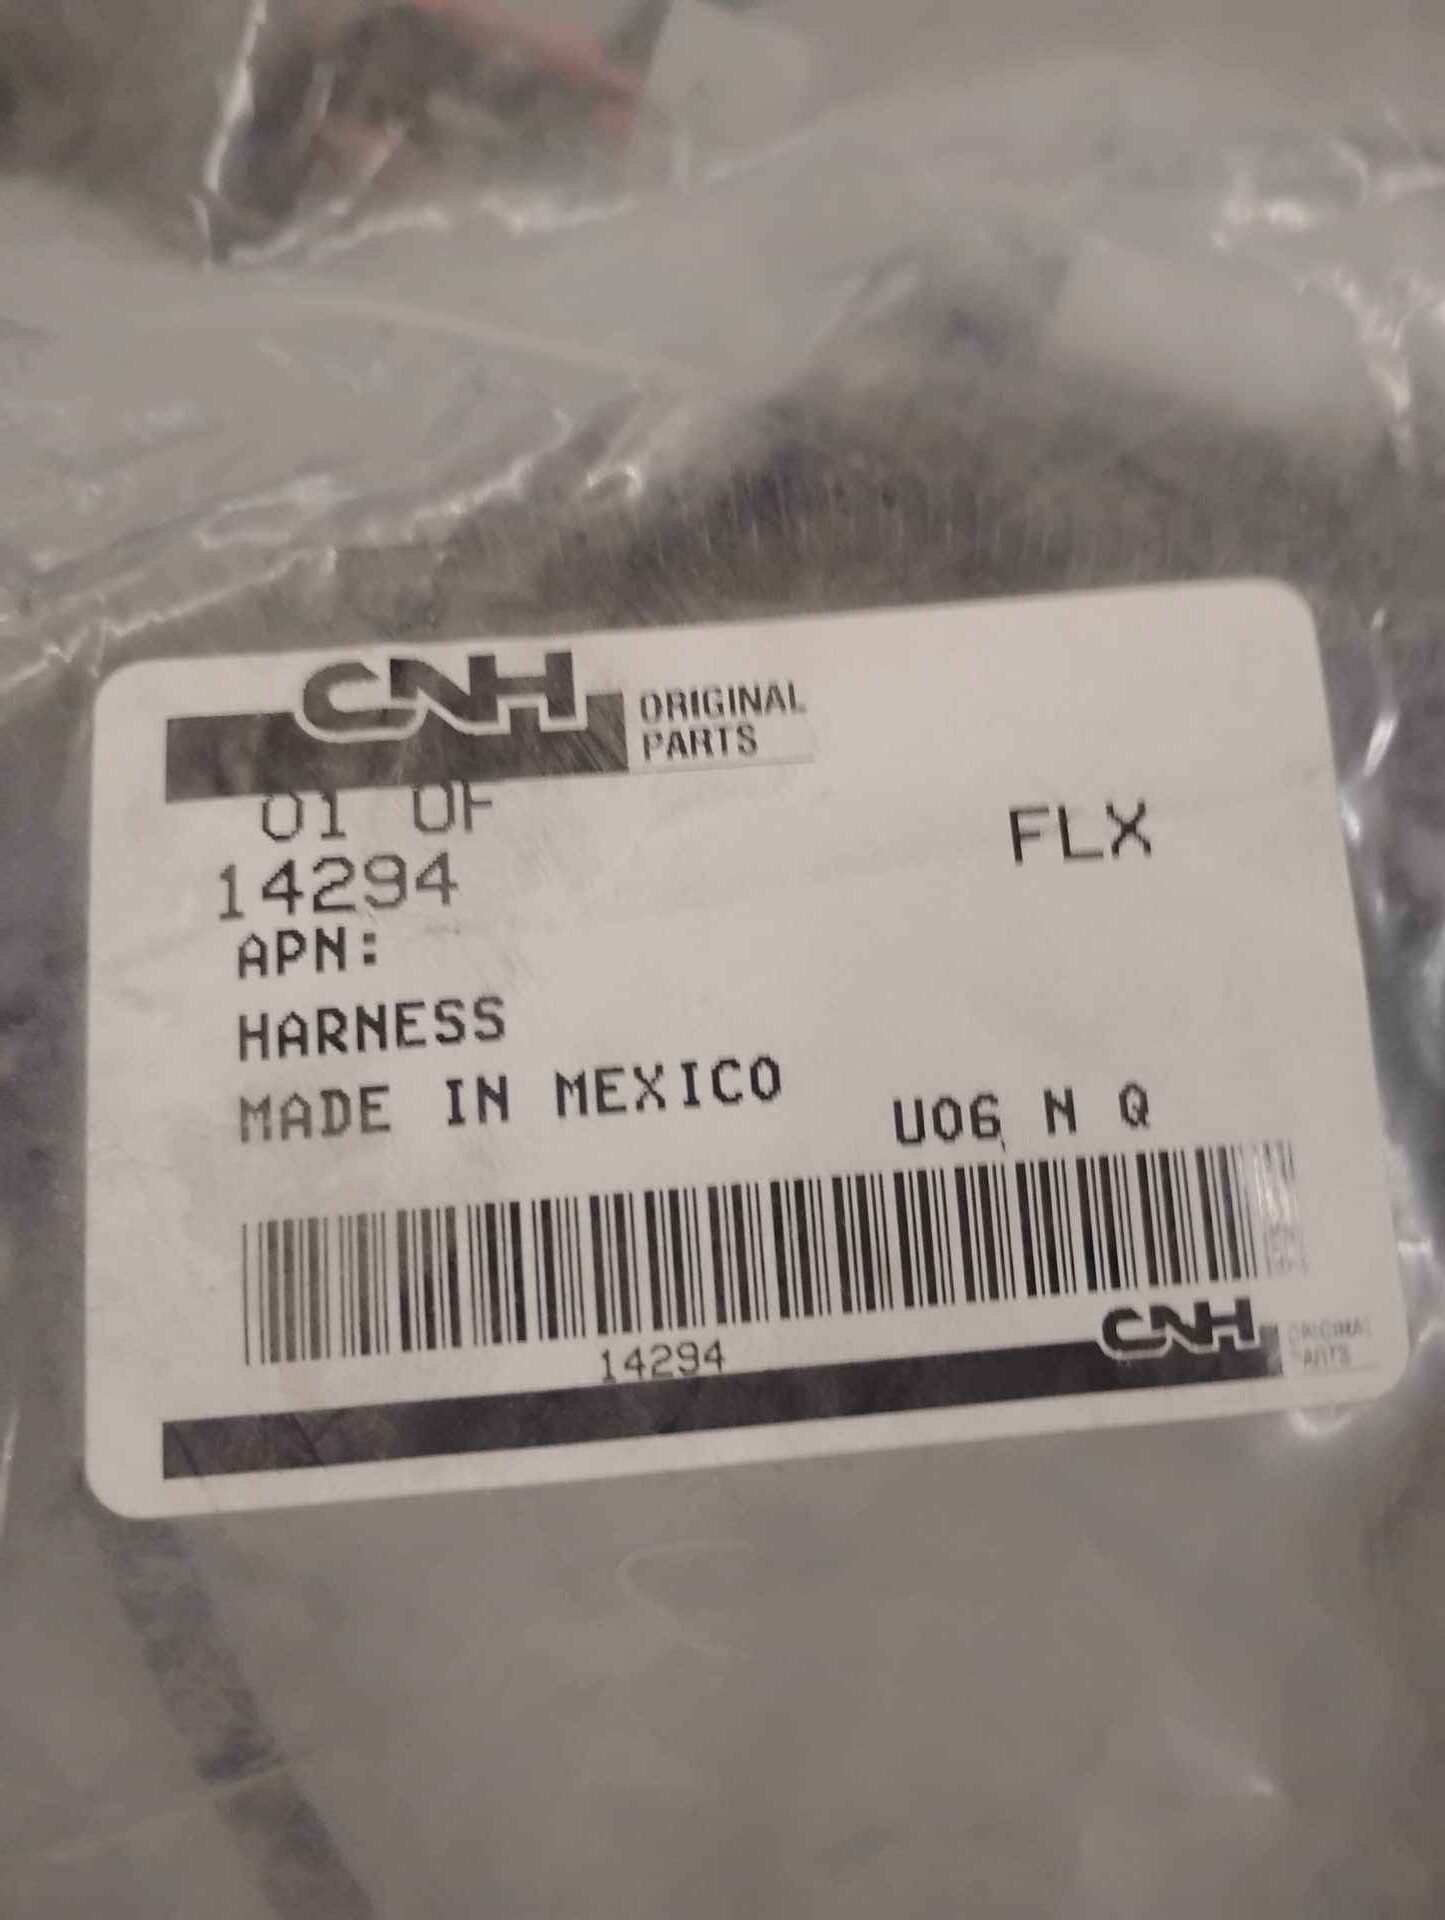 CNH ORIGINAL
PARTS
01 OF
14294
FLX
APN:
HARNESS
MADE IN MEXICO
U06 N Q
14294
CNH ORIGINAL
PARTS